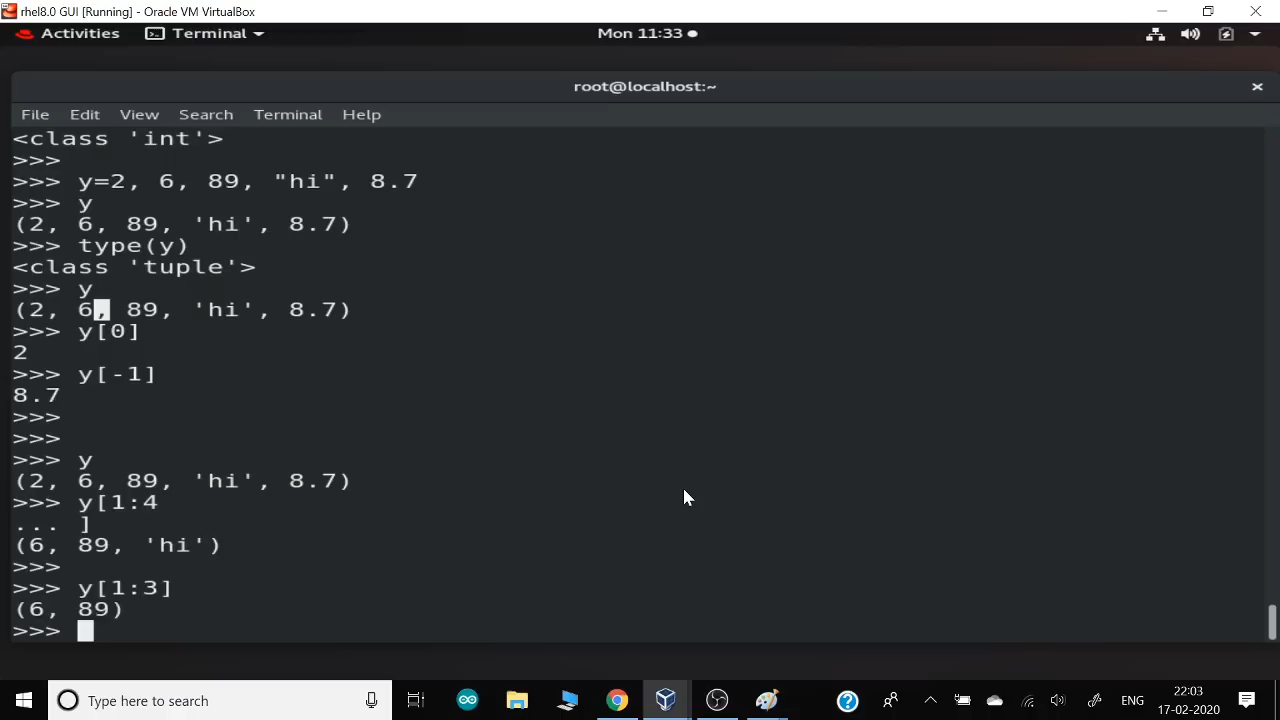 rhel8.0 GUI [Running] - Oracle VM VirtualBox
Activities Terminal Mon 11:33
root@localhost:~
File Edit View Search Terminal Help
<class 'int'>
>>>
>>> y=2, 6, 89, "hi", 8.7
>>> y
(2, 6, 89, 'hi', 8.7)
>>> type(y)
<class 'tuple'>
>>> y
(2, 6, 89, 'hi', 8.7)
>>> y[0]
2
>>> y[-1]
8.7
>>>
>>>
>>> y
(2, 6, 89, 'hi', 8.7)
>>> y[1:4
... ]
(6, 89, 'hi')
>>>
>>> y[1:3]
(6, 89)
>>>
Type here to search
ENG
22:03
17-02-2020